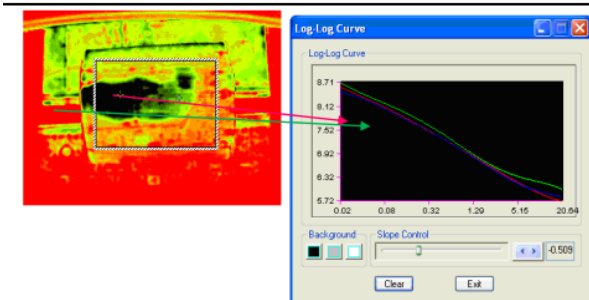 Log-Log Curve
Log-Log Curve
8.71
8.12
7.52
6.92
6.32
5.72
0.02 0.08 0.32 1.29 5.15 20.64
Background
Slope Control
-0.509
Clear Exit